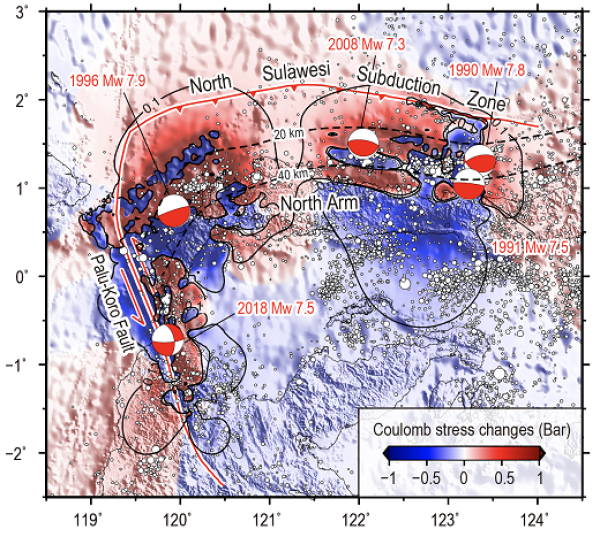 3˚
2˚
1˚
0˚
−1˚
−2˚
2008 Mw 7.3
1990 Mw 7.8
1996 Mw 7.9
North Sulawesi Subduction Zone
0.1
20 km
40 km
North Arm
1991 Mw 7.5
Palu-Koro Fault
2018 Mw 7.5
Coulomb stress changes (Bar)
−1 −0.5 0 0.5 1
119˚ 120˚ 121˚ 122˚ 123˚ 124˚